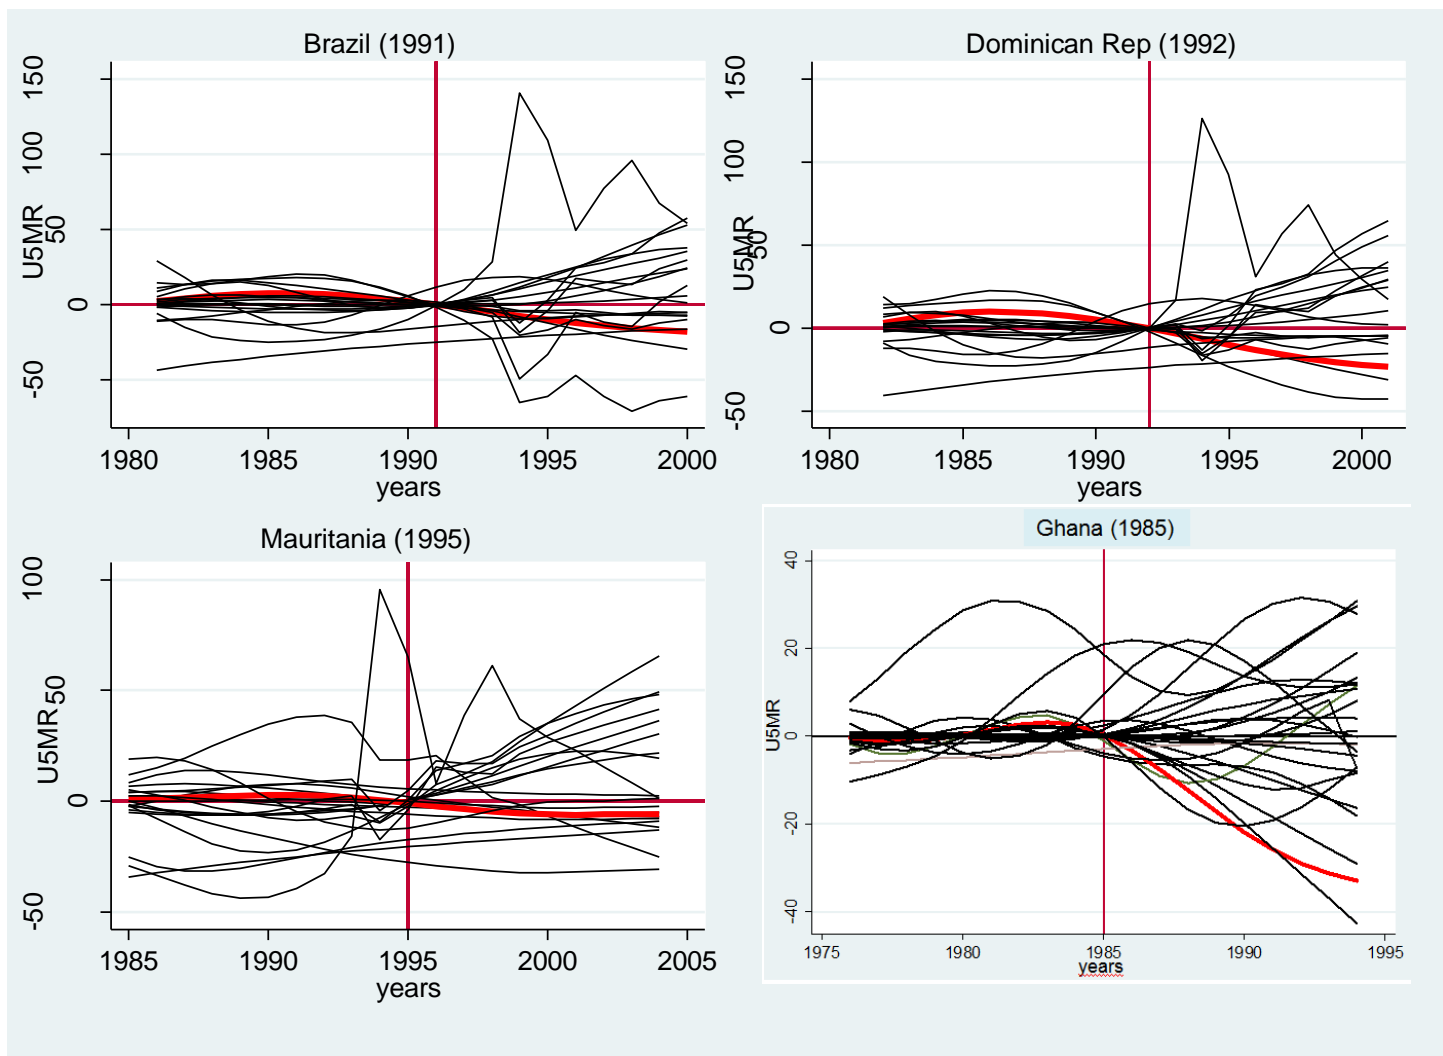 Brazil (1991)
U5MR
150
100
50
0
-50
1980 1985 1990 1995 2000
years
Dominican Rep (1992)
U5MR
150
100
50
0
-50
1980 1985 1990 1995 2000
years
Mauritania (1995)
U5MR
100
50
0
-50
1985 1990 1995 2000 2005
years
Ghana (1985)
U5MR
40
20
0
-20
-40
1975 1980 1985 1990 1995
years